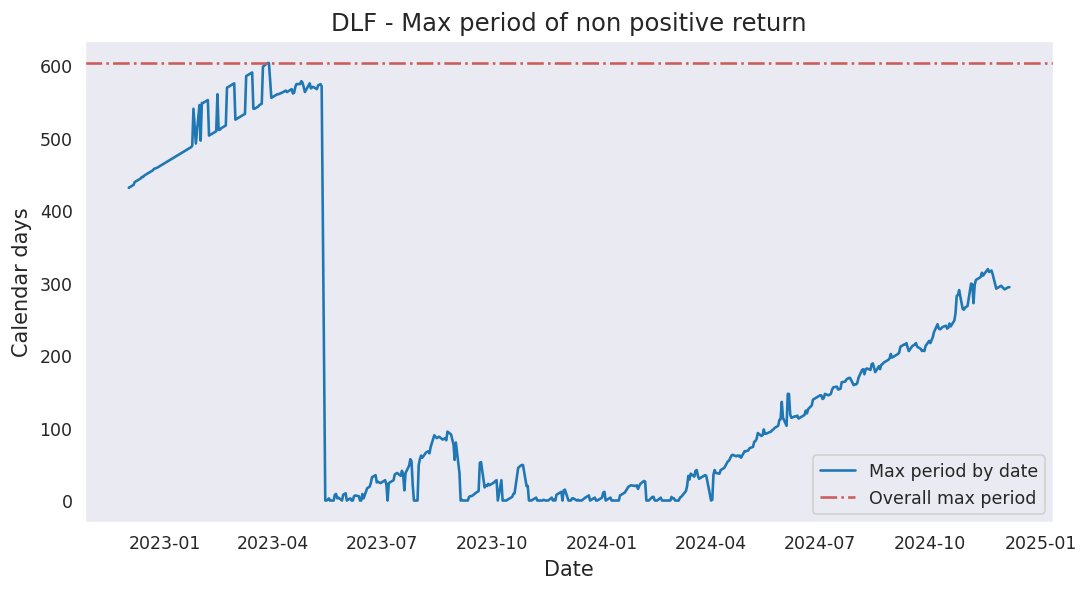 DLF - Max period of non positive return
600
500
400
300
200
100
0
Calendar days
Max period by date
Overall max period
2023-01 2023-04 2023-07 2023-10 2024-01 2024-04 2024-07 2024-10 2025-01
Date